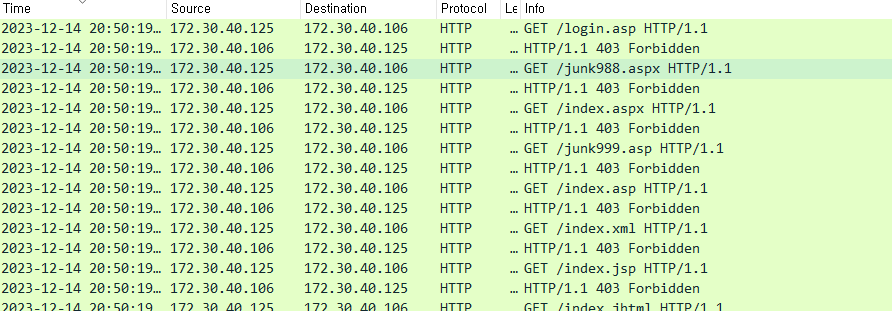 Time Source Destination Protocol Le Info
2023-12-14 20:50:19… 172.30.40.125 172.30.40.106 HTTP … GET /login.asp HTTP/1.1
2023-12-14 20:50:19… 172.30.40.106 172.30.40.125 HTTP … HTTP/1.1 403 Forbidden
2023-12-14 20:50:19… 172.30.40.125 172.30.40.106 HTTP … GET /junk988.aspx HTTP/1.1
2023-12-14 20:50:19… 172.30.40.106 172.30.40.125 HTTP … HTTP/1.1 403 Forbidden
2023-12-14 20:50:19… 172.30.40.125 172.30.40.106 HTTP … GET /index.aspx HTTP/1.1
2023-12-14 20:50:19… 172.30.40.106 172.30.40.125 HTTP … HTTP/1.1 403 Forbidden
2023-12-14 20:50:19… 172.30.40.125 172.30.40.106 HTTP … GET /junk999.asp HTTP/1.1
2023-12-14 20:50:19… 172.30.40.106 172.30.40.125 HTTP … HTTP/1.1 403 Forbidden
2023-12-14 20:50:19… 172.30.40.125 172.30.40.106 HTTP … GET /index.asp HTTP/1.1
2023-12-14 20:50:19… 172.30.40.106 172.30.40.125 HTTP … HTTP/1.1 403 Forbidden
2023-12-14 20:50:19… 172.30.40.125 172.30.40.106 HTTP … GET /index.xml HTTP/1.1
2023-12-14 20:50:19… 172.30.40.106 172.30.40.125 HTTP … HTTP/1.1 403 Forbidden
2023-12-14 20:50:19… 172.30.40.125 172.30.40.106 HTTP … GET /index.jsp HTTP/1.1
2023-12-14 20:50:19… 172.30.40.106 172.30.40.125 HTTP … HTTP/1.1 403 Forbidden
2023-12-14 20:50:19… 172.30.40.125 172.30.40.106 HTTP … GET /index.jhtml HTTP/1.1